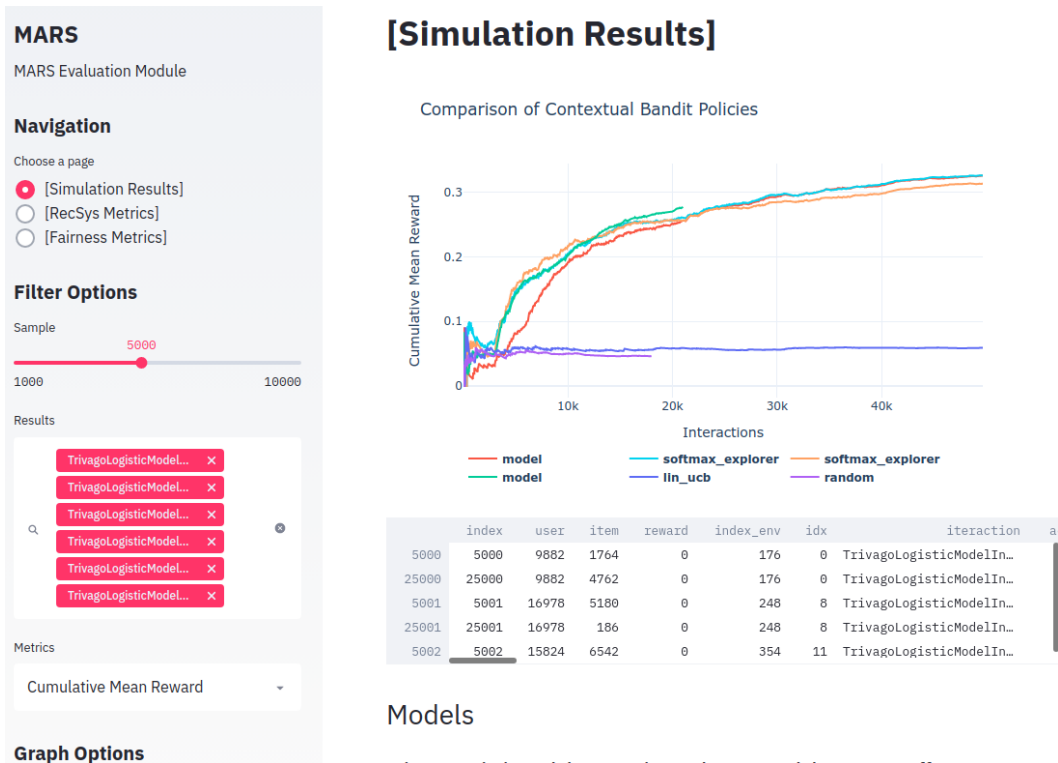 MARS
MARS Evaluation Module
Navigation
Choose a page
[Simulation Results]
[RecSys Metrics]
[Fairness Metrics]
Filter Options
Sample
5000
1000 10000
Results
TrivagoLogisticModel... ×
TrivagoLogisticModel... ×
TrivagoLogisticModel... ×
TrivagoLogisticModel... ×
TrivagoLogisticModel... ×
TrivagoLogisticModel... ×
Metrics
Cumulative Mean Reward
Graph Options
[Simulation Results]
Comparison of Contextual Bandit Policies
Cumulative Mean Reward
0.3
0.2
0.1
0
10k 20k 30k 40k
Interactions
model softmax_explorer softmax_explorer
model lin_ucb random
index user item reward index_env idx iteraction
5000 5000 9882 1764 0 176 0 TrivagoLogisticModelIn…
25000 25000 9882 4762 0 176 0 TrivagoLogisticModelIn…
5001 5001 16978 5180 0 248 8 TrivagoLogisticModelIn…
25001 25001 16978 186 0 248 8 TrivagoLogisticModelIn…
5002 5002 15824 6542 0 354 11 TrivagoLogisticModelIn…
Models